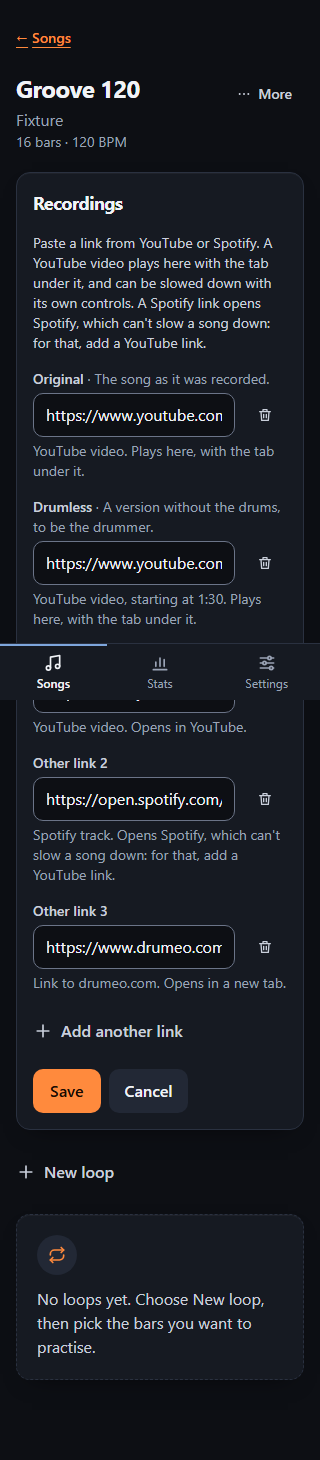 ← Songs
Groove 120
··· More
Fixture
16 bars · 120 BPM
Recordings
Paste a link from YouTube or Spotify. A
YouTube video plays here with the tab
under it, and can be slowed down with
its own controls. A Spotify link opens
Spotify, which can't slow a song down:
for that, add a YouTube link.
Original · The song as it was recorded.
https://www.youtube.con
YouTube video. Plays here, with the tab
under it.
Drumless · A version without the drums,
to be the drummer.
https://www.youtube.con
YouTube video, starting at 1:30. Plays
here, with the tab under it.
Songs
Stats
Settings
YouTube video. Opens in YouTube.
Other link 2
https://open.spotify.com/
Spotify track. Opens Spotify, which can't
slow a song down: for that, add a
YouTube link.
Other link 3
https://www.drumeo.com
Link to drumeo.com. Opens in a new tab.
+ Add another link
Save
Cancel
+ New loop
No loops yet. Choose New loop,
then pick the bars you want to
practise.